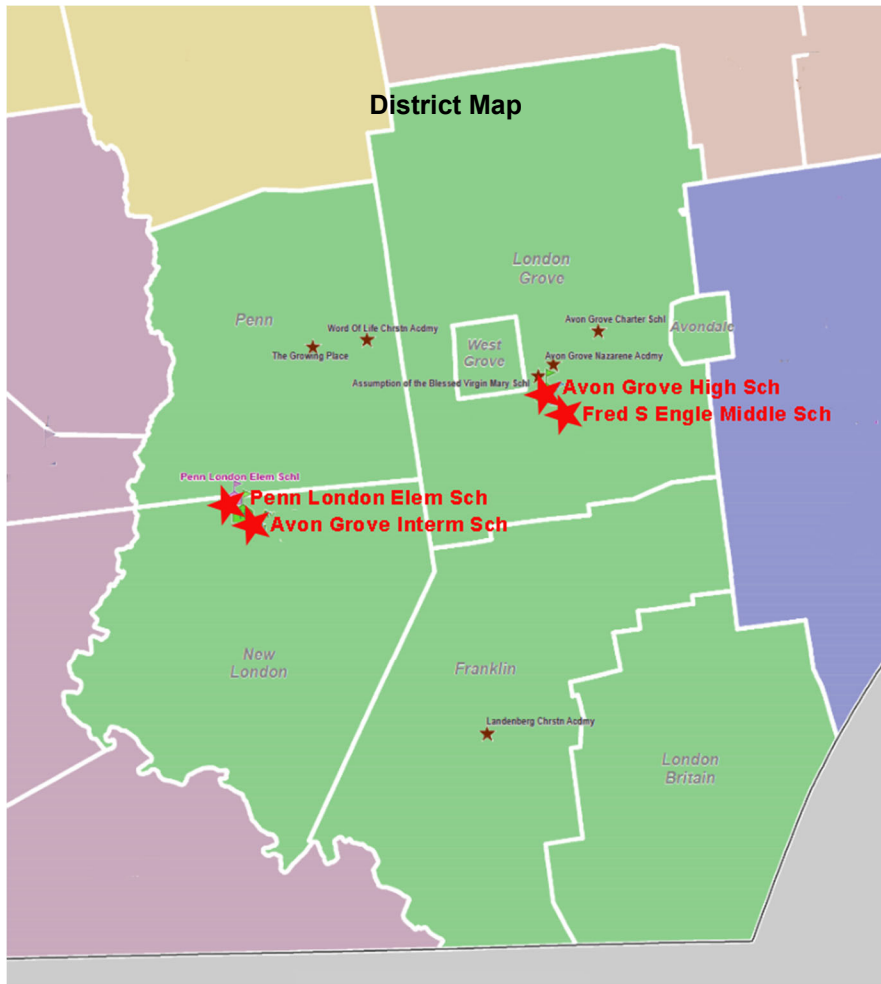 District Map
London
Grove
Penn
Word Of Life Chrstn Acdmy
The Growing Place
Avon Grove Charter Schl
Avondale
West
Grove
Avon Grove Nazarene Acdmy
Assumption of the Blessed Virgin Mary Schl
Avon Grove High Sch
Fred S Engle Middle Sch
Penn London Elem Schl
Penn London Elem Sch
Avon Grove Interm Sch
New
London
Franklin
Landenberg Chrstn Acdmy
London
Britain